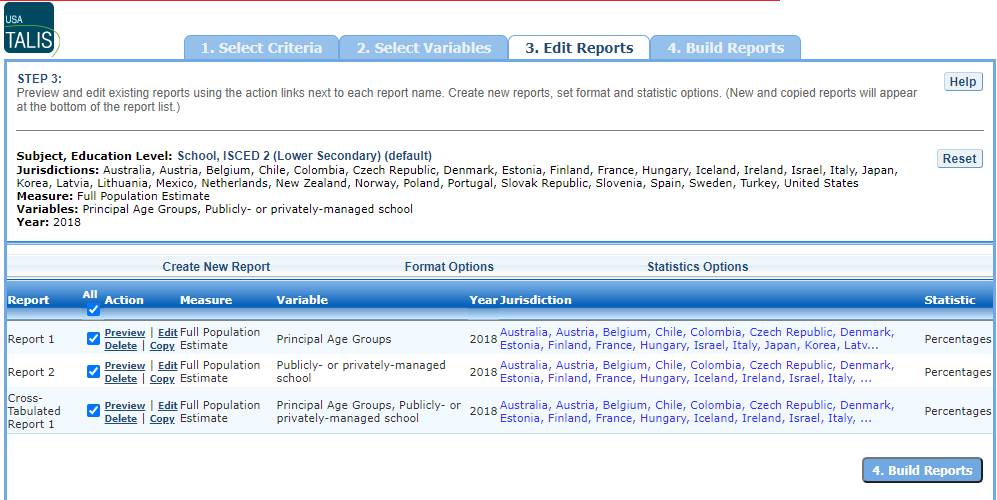 USA
TALIS
1. Select Criteria
2. Select Variables
3. Edit Reports
4. Build Reports
STEP 3:
Preview and edit existing reports using the action links next to each report name. Create new reports, set format and statistic options. (New and copied reports will appear
at the bottom of the report list.)
Help
Subject, Education Level: School, ISCED 2 (Lower Secondary) (default)
Jurisdictions: Australia, Austria, Belgium, Chile, Colombia, Czech Republic, Denmark, Estonia, Finland, France, Hungary, Iceland, Ireland, Israel, Italy, Japan,
Korea, Latvia, Lithuania, Mexico, Netherlands, New Zealand, Norway, Poland, Portugal, Slovak Republic, Slovenia, Spain, Sweden, Turkey, United States
Measure: Full Population Estimate
Variables: Principal Age Groups, Publicly- or privately-managed school
Year: 2018
Reset
Create New Report Format Options Statistics Options
Report All Action Measure Variable Year Jurisdiction Statistic
Report 1
Preview | Edit
Delete | Copy
Full Population
Estimate
Principal Age Groups
2018
Australia, Austria, Belgium, Chile, Colombia, Czech Republic, Denmark,
Estonia, Finland, France, Hungary, Israel, Italy, Japan, Korea, Latv...
Percentages
Report 2
Preview | Edit
Delete | Copy
Full Population
Estimate
Publicly- or privately-managed
school
2018
Australia, Austria, Belgium, Chile, Colombia, Czech Republic, Denmark,
Estonia, Finland, France, Hungary, Iceland, Ireland, Israel, Italy, ...
Percentages
Cross-
Tabulated
Report 1
Preview | Edit
Delete | Copy
Full Population
Estimate
Principal Age Groups, Publicly- or
privately-managed school
2018
Australia, Austria, Belgium, Chile, Colombia, Czech Republic, Denmark,
Estonia, Finland, France, Hungary, Iceland, Ireland, Israel, Italy, ...
Percentages
4. Build Reports